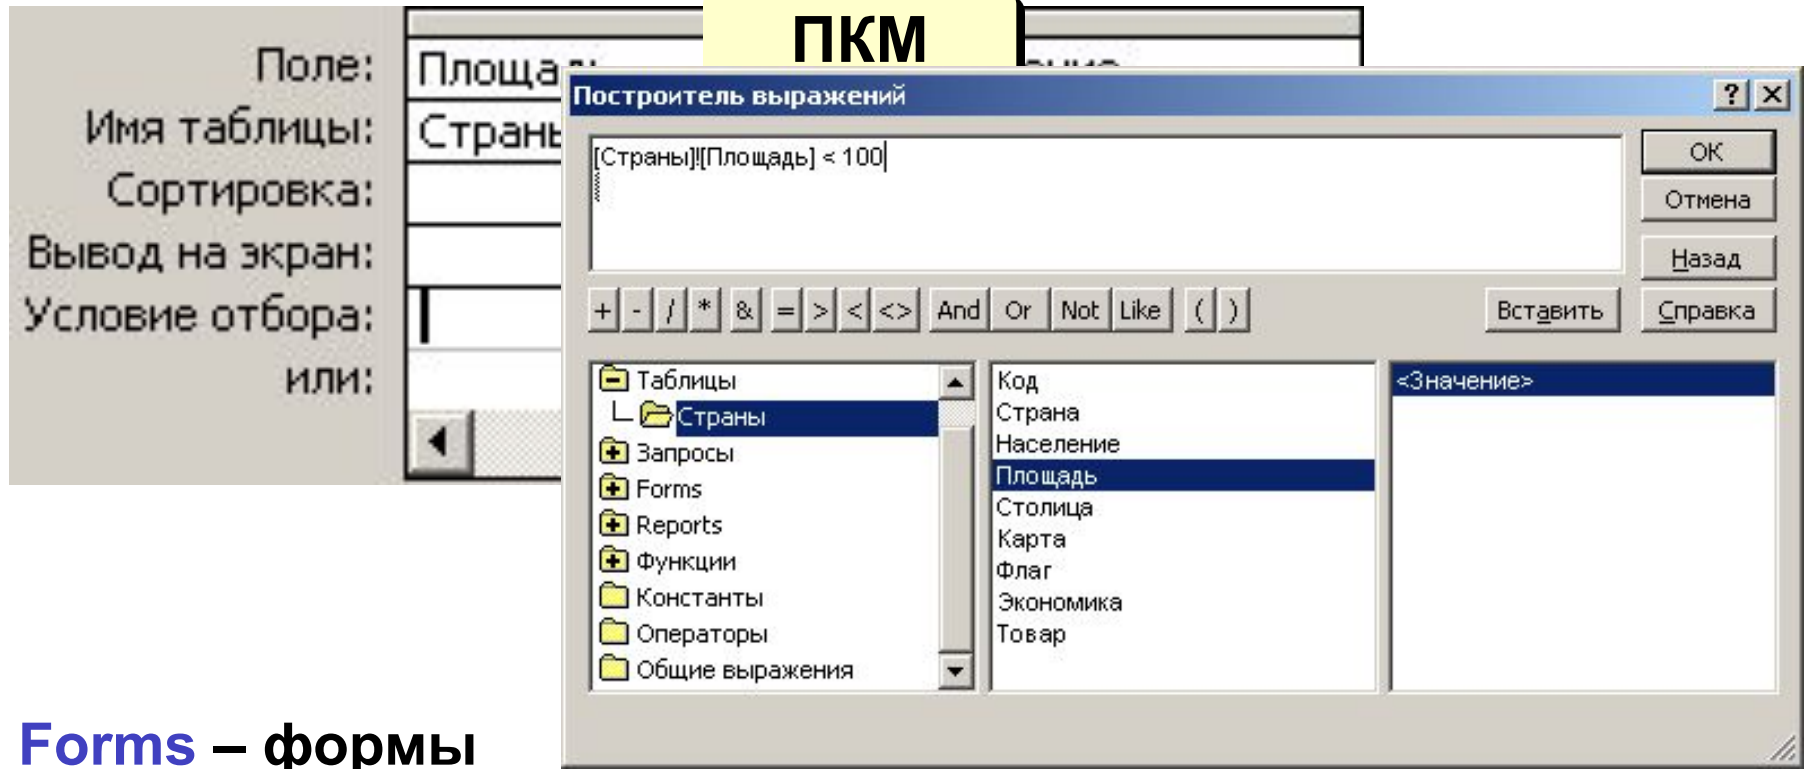 ПКМ
Поле:
Площадь
Имя таблицы:
Страны
Сортировка:
Вывод на экран:
Условие отбора:
или:
Построитель выражений
?
[Страны]![Площадь] < 100
ОК
Отмена
Назад
+ - / * & = > < <> And Or Not Like ( )
Вставить
Справка
Таблицы
Страны
Запросы
Forms
Reports
Функции
Константы
Операторы
Общие выражения
Код
Страна
Население
Площадь
Столица
Карта
Флаг
Экономика
Товар
<Значение>
Forms – формы